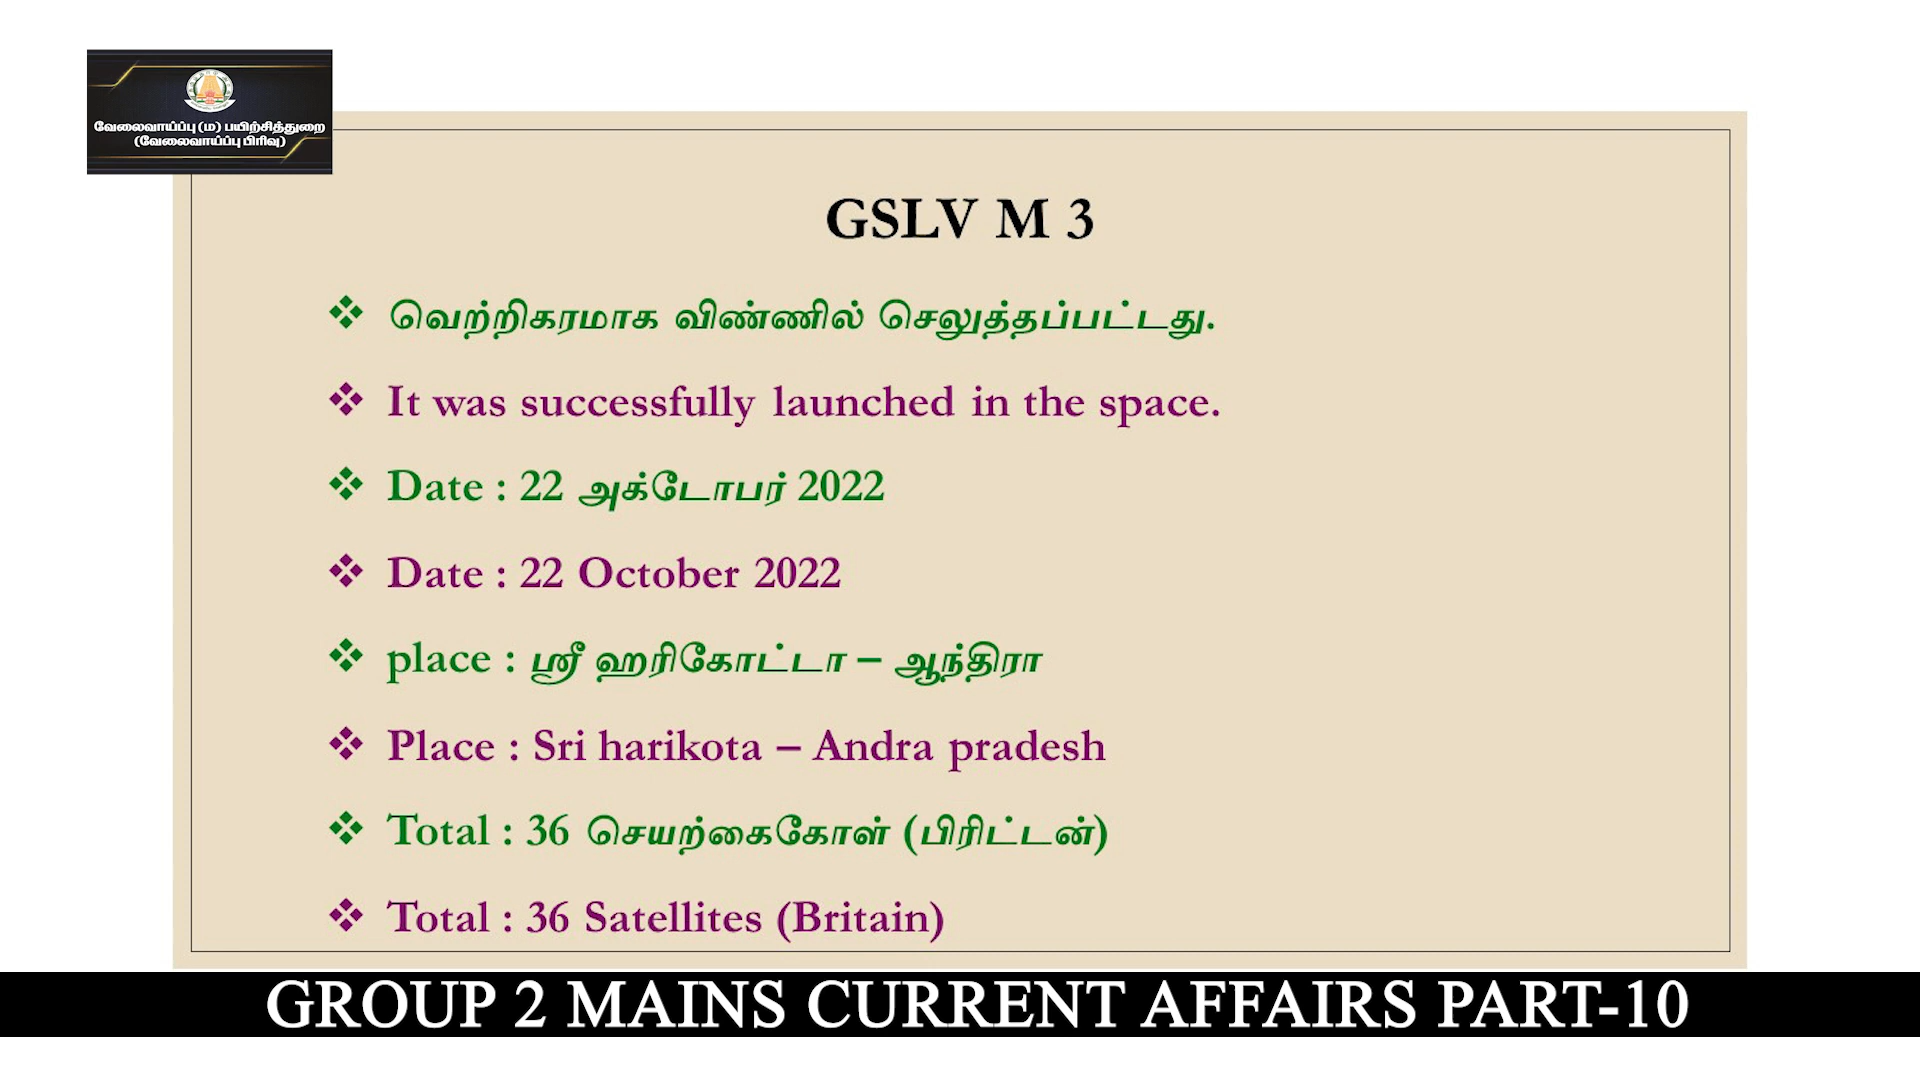 வேலைவாய்ப்பு (ம) பயிற்சித்துறை
(வேலைவாய்ப்பு பிரிவு)
GSLV M 3
❖ வெற்றிகரமாக விண்ணில் செலுத்தப்பட்டது.
❖ It was successfully launched in the space.
❖ Date : 22 அக்டோபர் 2022
❖ Date : 22 October 2022
❖ place : ஸ்ரீ ஹரிகோட்டா – ஆந்திரா
❖ Place : Sri harikota – Andra pradesh
❖ Total : 36 செயற்கைகோள் (பிரிட்டன்)
❖ Total : 36 Satellites (Britain)
GROUP 2 MAINS CURRENT AFFAIRS PART-10